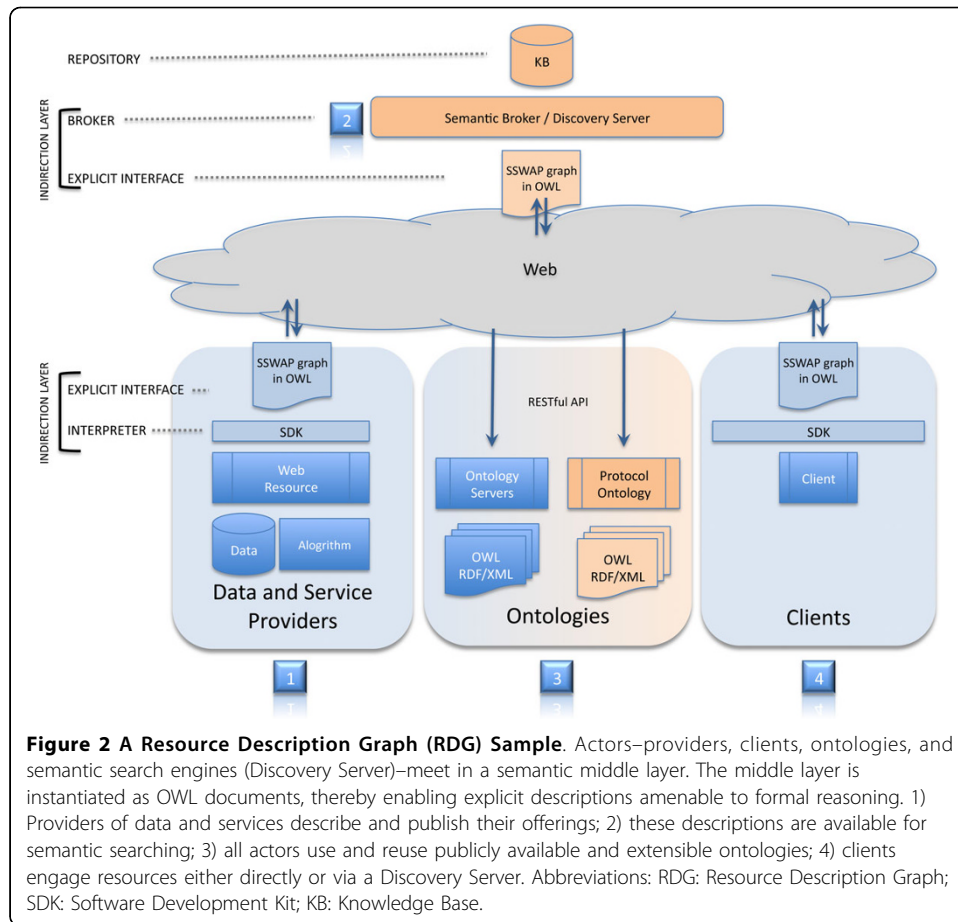 REPOSITORY
KB
INDIRECTION LAYER
BROKER
2
Semantic Broker / Discovery Server
EXPLICIT INTERFACE
SSWAP graph
in OWL
Web
INDIRECTION LAYER
EXPLICIT INTERFACE
INTERPRETER
SSWAP graph
in OWL
SDK
Web
Resource
Data
Alogrithm
Data and Service
Providers
1
RESTful API
Ontology
Servers
Protocol
Ontology
OWL
RDF/XML
OWL
RDF/XML
Ontologies
3
SSWAP graph
in OWL
SDK
Client
Clients
4
Figure 2 A Resource Description Graph (RDG) Sample. Actors–providers, clients, ontologies, and
semantic search engines (Discovery Server)–meet in a semantic middle layer. The middle layer is
instantiated as OWL documents, thereby enabling explicit descriptions amenable to formal reasoning. 1)
Providers of data and services describe and publish their offerings; 2) these descriptions are available for
semantic searching; 3) all actors use and reuse publicly available and extensible ontologies; 4) clients
engage resources either directly or via a Discovery Server. Abbreviations: RDG: Resource Description Graph;
SDK: Software Development Kit; KB: Knowledge Base.